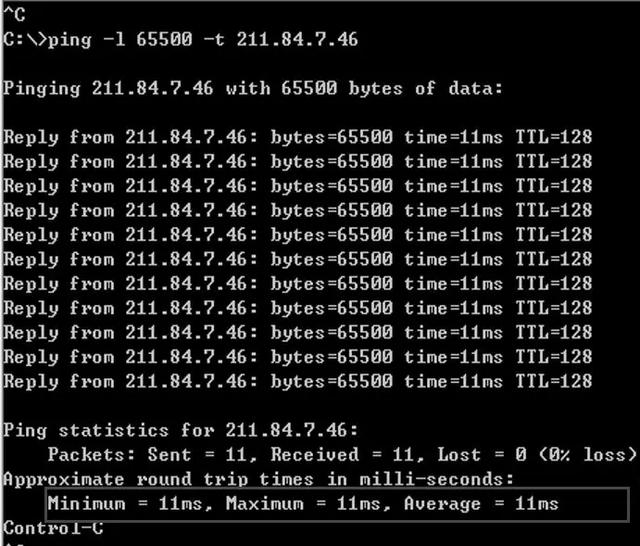 ^C
C:\>ping -l 65500 -t 211.84.7.46
Pinging 211.84.7.46 with 65500 bytes of data:
Reply from 211.84.7.46: bytes=65500 time=11ms TTL=128
Reply from 211.84.7.46: bytes=65500 time=11ms TTL=128
Reply from 211.84.7.46: bytes=65500 time=11ms TTL=128
Reply from 211.84.7.46: bytes=65500 time=11ms TTL=128
Reply from 211.84.7.46: bytes=65500 time=11ms TTL=128
Reply from 211.84.7.46: bytes=65500 time=11ms TTL=128
Reply from 211.84.7.46: bytes=65500 time=11ms TTL=128
Reply from 211.84.7.46: bytes=65500 time=11ms TTL=128
Reply from 211.84.7.46: bytes=65500 time=11ms TTL=128
Reply from 211.84.7.46: bytes=65500 time=11ms TTL=128
Reply from 211.84.7.46: bytes=65500 time=11ms TTL=128
Ping statistics for 211.84.7.46:
Packets: Sent = 11, Received = 11, Lost = 0 (0% loss)
Approximate round trip times in milli-seconds:
Minimum = 11ms, Maximum = 11ms, Average = 11ms
Control-C